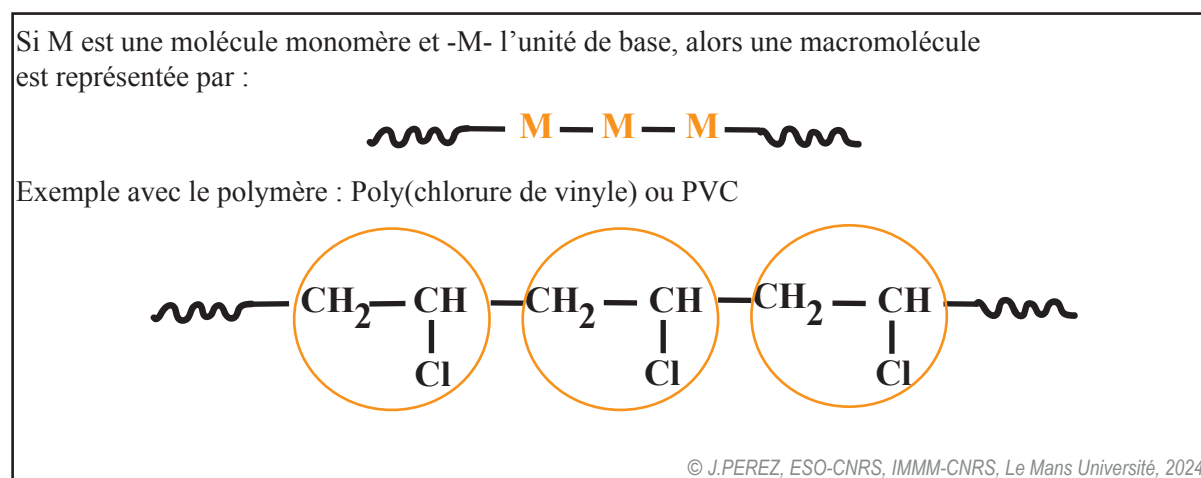 Si M est une molécule monomère et -M- l’unité de base, alors une macromolécule
est représentée par :
M — M — M
Exemple avec le polymère : Poly(chlorure de vinyle) ou PVC
CH₂ — CH — CH₂ — CH — CH₂ — CH
Cl Cl Cl
© J.PEREZ, ESO-CNRS, IMMM-CNRS, Le Mans Université, 2024